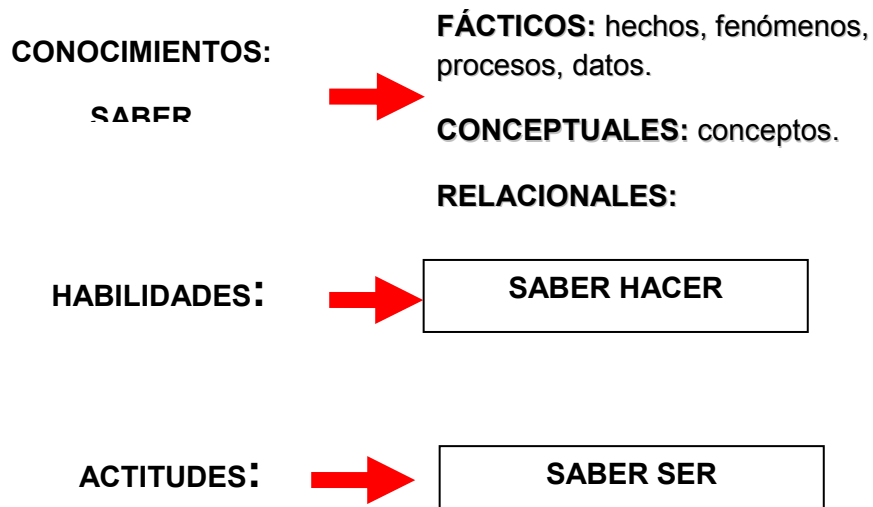 CONOCIMIENTOS:
SABER
FÁCTICOS: hechos, fenómenos,
procesos, datos.
CONCEPTUALES: conceptos.
RELACIONALES:
HABILIDADES:
SABER HACER
ACTITUDES:
SABER SER